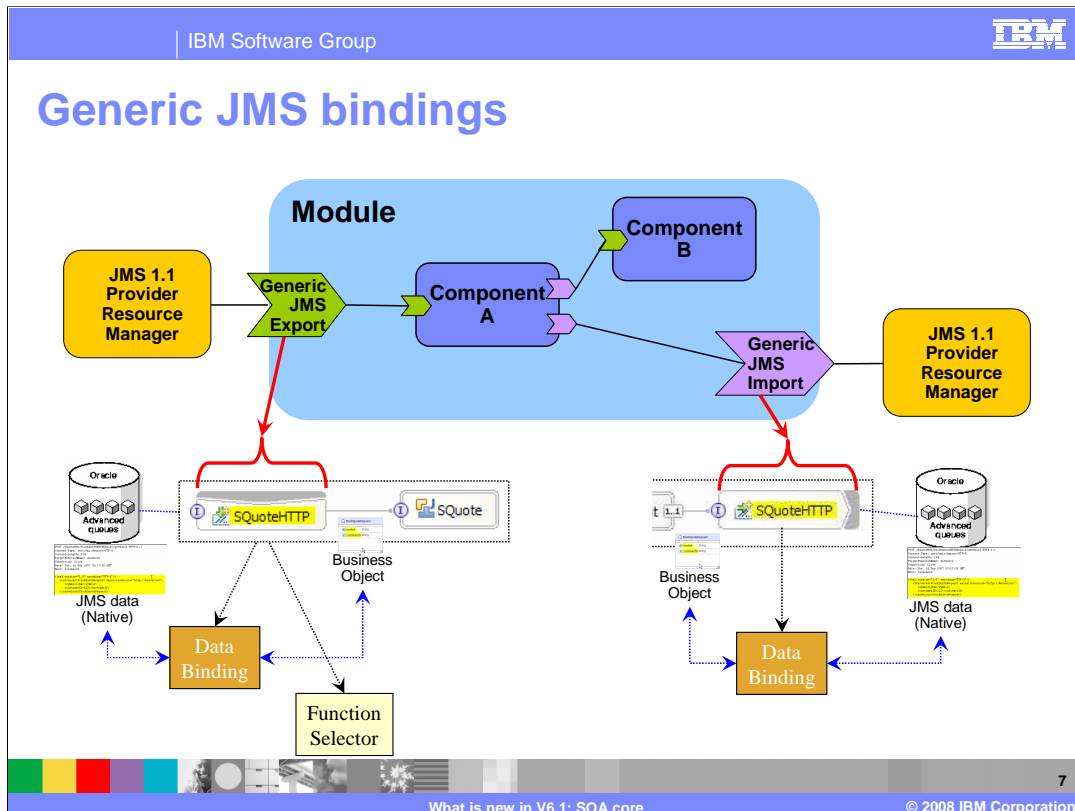 IBM Software Group
IBM
Generic JMS bindings
Module
JMS 1.1
Provider
Resource
Manager
Generic
JMS
Export
Component
A
Component
B
Generic
JMS
Import
JMS 1.1
Provider
Resource
Manager
Oracle
Advanced
queues
JMS data
(Native)
SQuoteHTTP
SQuote
Business
Object
Data
Binding
Function
Selector
t 1..1
SQuoteHTTP
Business
Object
Data
Binding
Oracle
Advanced
queues
JMS data
(Native)
7
What is new in V6.1: SOA core
© 2008 IBM Corporation